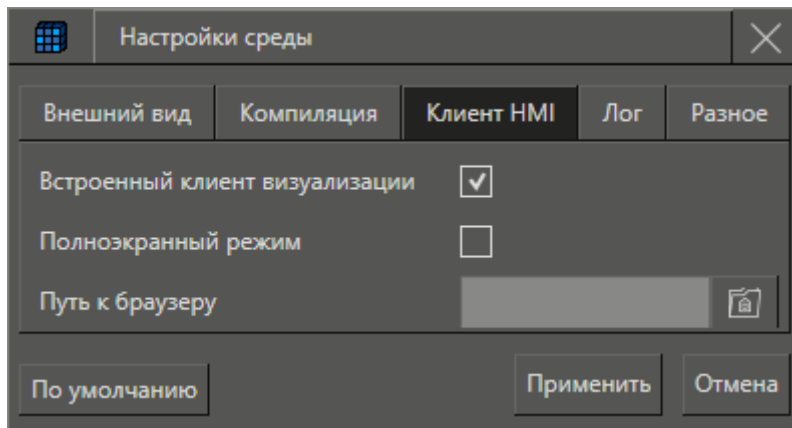 Настройки среды
Внешний вид Компиляция Клиент HMI Лог Разное
Встроенный клиент визуализации
Полноэкранный режим
Путь к браузеру
По умолчанию Применить Отмена